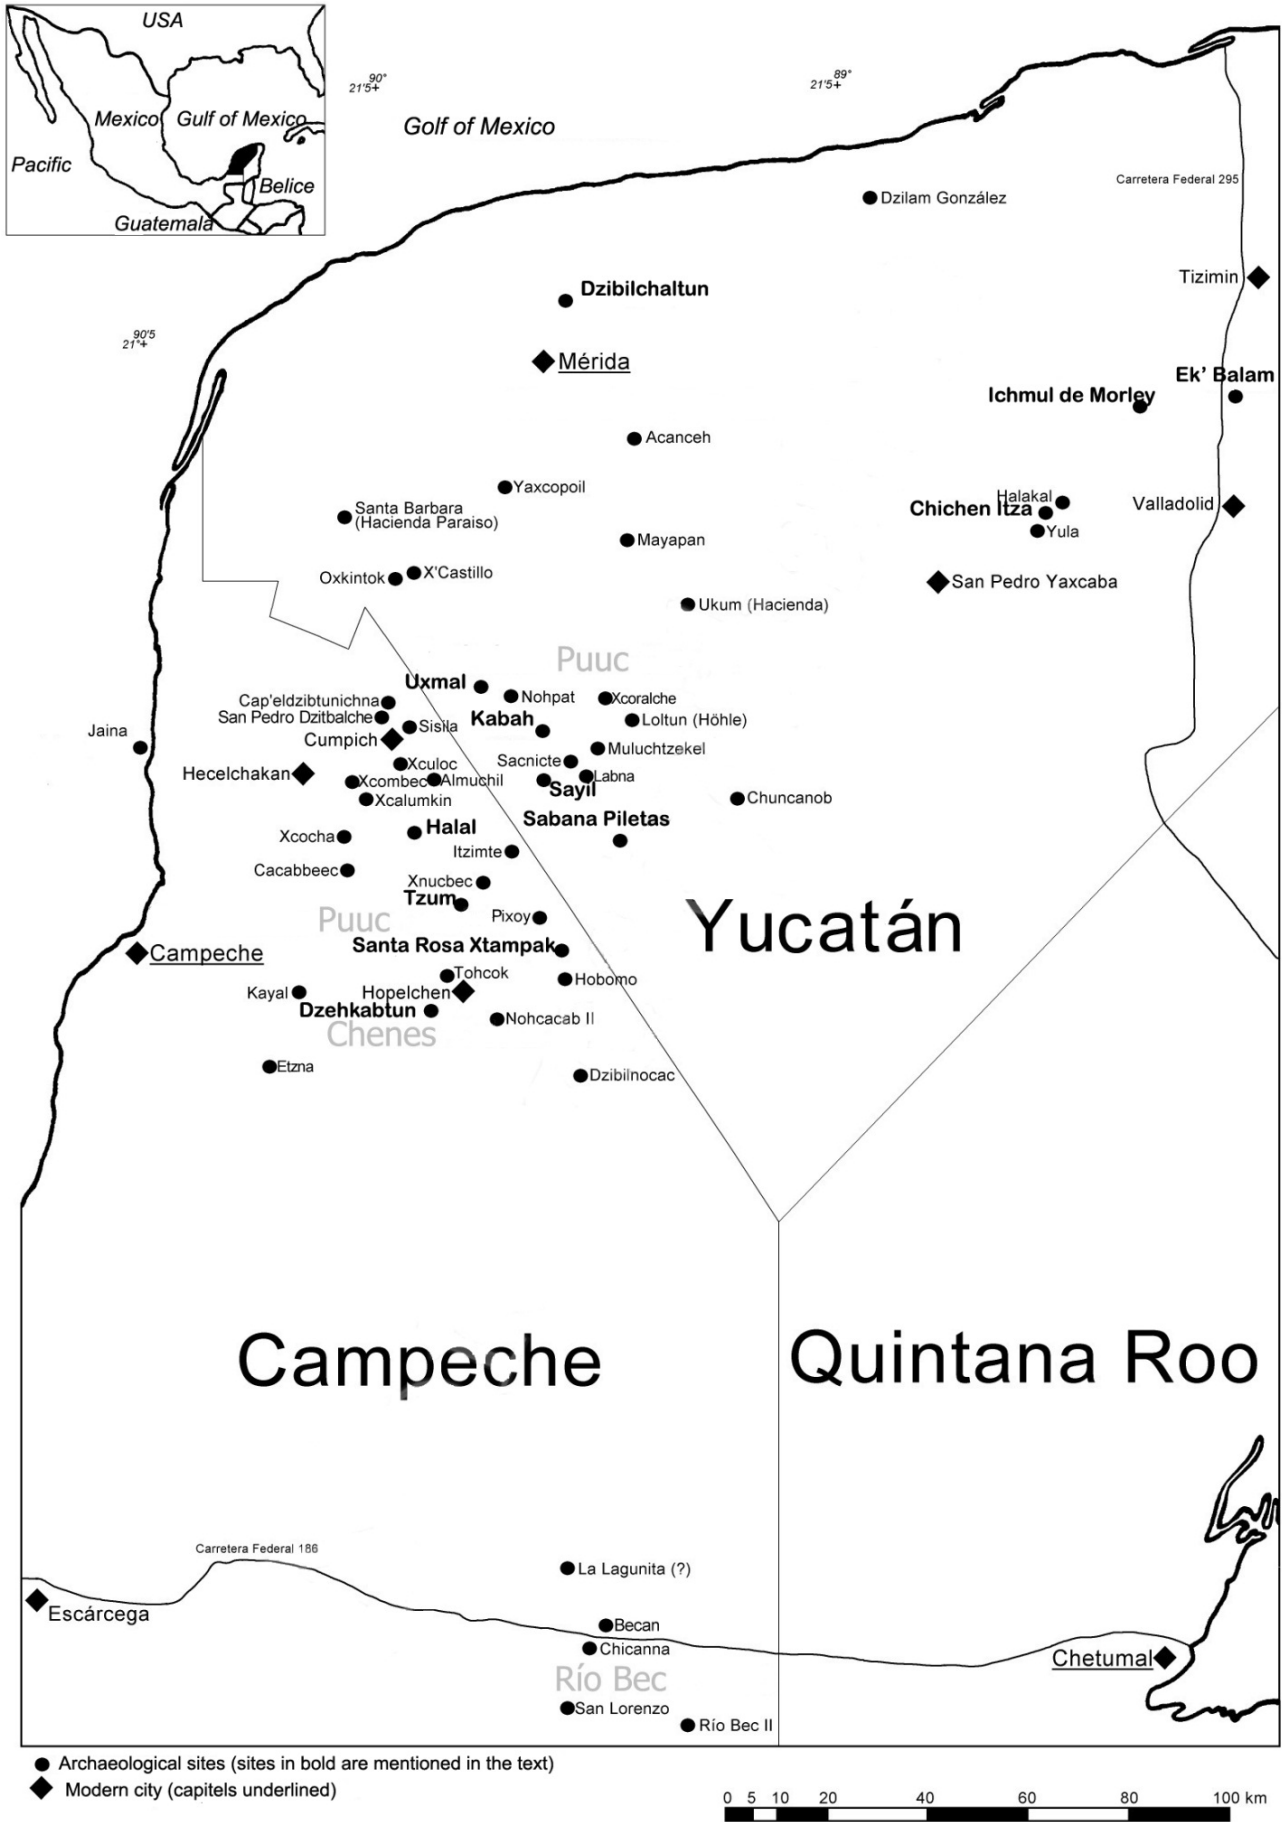 USA
Mexico
Gulf of Mexico
Pacific
Belice
Guatemala
90°
21'5+
89°
21'5+
Golf of Mexico
Carretera Federal 295
Dzilam González
Tizimin
Dzibilchaltun
90'5
21°+
Mérida
Ek' Balam
Ichmul de Morley
Acanceh
Yaxcopoil
Halakal
Valladolid
Santa Barbara
(Hacienda Paraiso)
Chichen Itza
Yula
Mayapan
Oxkintok
X'Castillo
San Pedro Yaxcaba
Ukum (Hacienda)
Puuc
Uxmal
Nohpat
Xcoralche
Cap'eldzibtunichna
San Pedro Dzitbalche
Sisila
Kabah
Loltun (Höhle)
Jaina
Cumpich
Muluchtzekel
Xculoc
Sacnicte
Hecelchakan
Xcombec
Almuchil
Labna
Sayil
Xcalumkin
Chuncanob
Sabana Piletas
Halal
Xcocha
Itzimte
Cacabbeec
Xnucbec
Tzum
Puuc
Pixoy
Yucatán
Santa Rosa Xtampak
Campeche
Tohcok
Hobomo
Kayal
Hopelchen
Dzehkabtun
Nohcacab II
Chenes
Etzna
Dzibilnocac
Campeche
Quintana Roo
Carretera Federal 186
La Lagunita (?)
Escárcega
Becan
Chicanna
Chetumal
Río Bec
San Lorenzo
Río Bec II
Archaeological sites (sites in bold are mentioned in the text)
Modern city (capitels underlined)
0 5 10 20 40 60 80 100 km